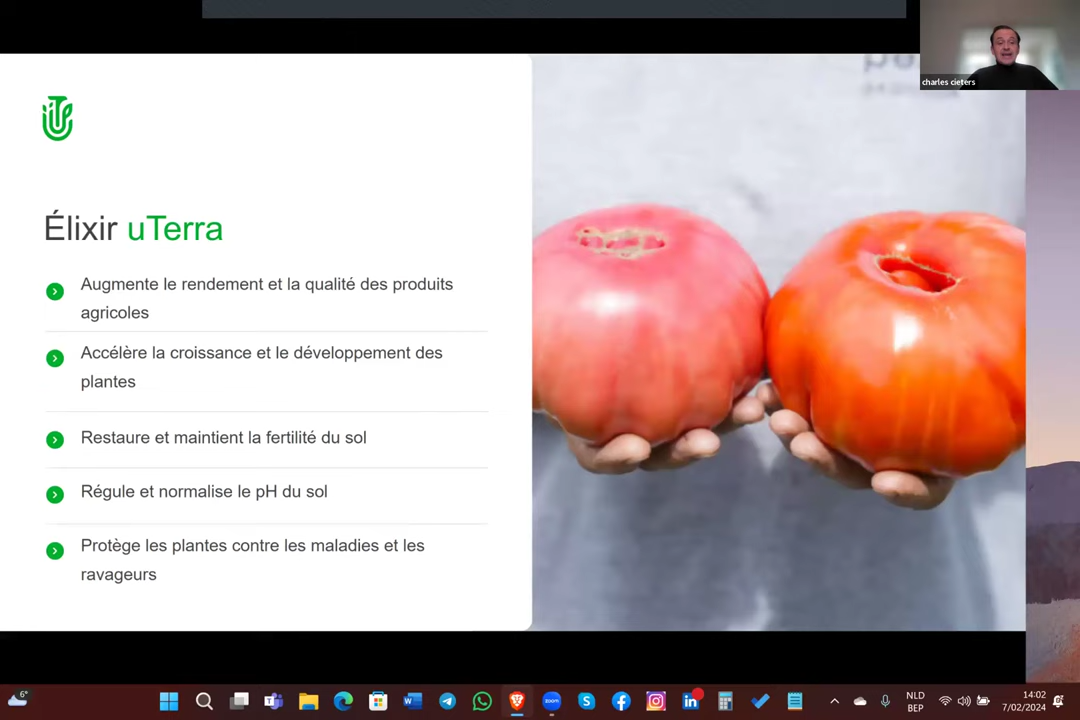 charles cieters
Élixir uTerra
Augmente le rendement et la qualité des produits
agricoles
Accélère la croissance et le développement des
plantes
Restaure et maintient la fertilité du sol
Régule et normalise le pH du sol
Protège les plantes contre les maladies et les
ravageurs
6°
zoom
NLD
BEP
14:02
7/02/2024